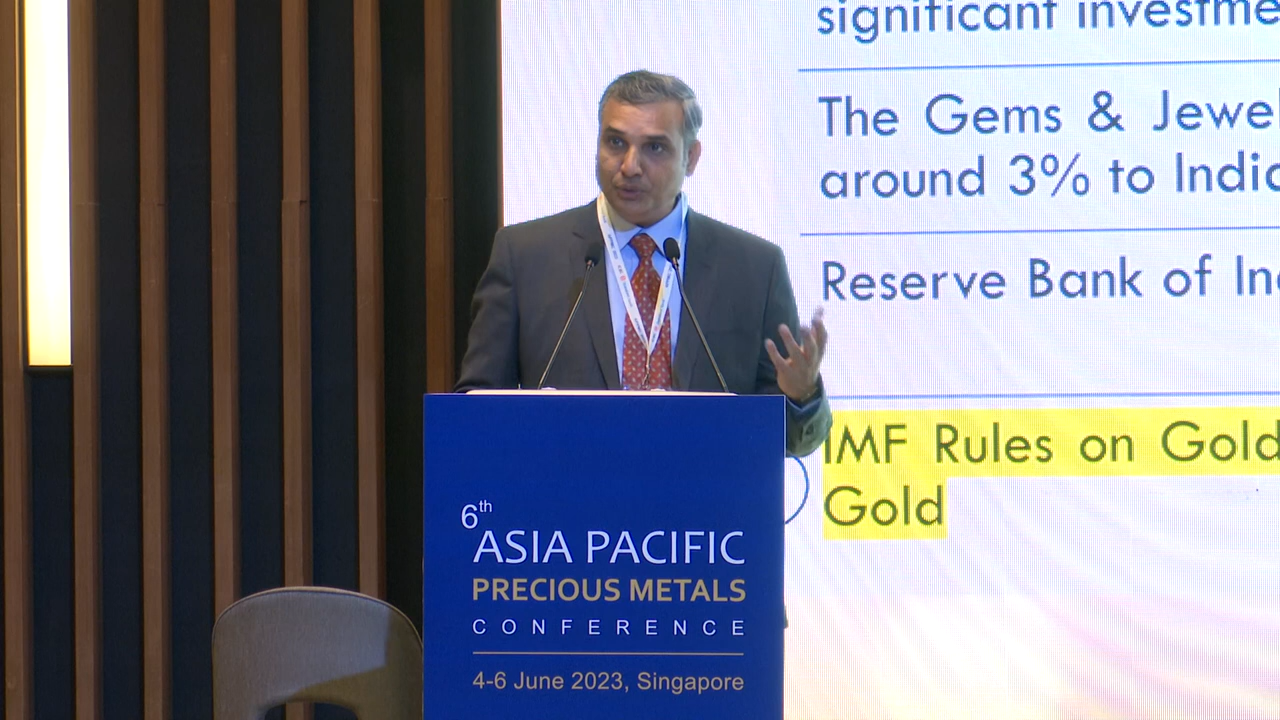 significant investme
The Gems & Jewel
around 3% to India
Reserve Bank of In
IMF Rules on Gold
Gold
6th
ASIA PACIFIC
PRECIOUS METALS
CONFERENCE
4-6 June 2023, Singapore